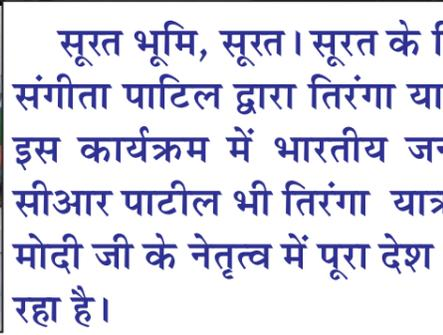 सूरत भूमि, सूरत। सूरत के
संगीता पाटिल द्वारा तिरंगा
इस कार्यक्रम में भारतीय
सीआर पाटील भी तिरंगा
मोदी जी के नेतृत्व में पूरा देश
रहा है।